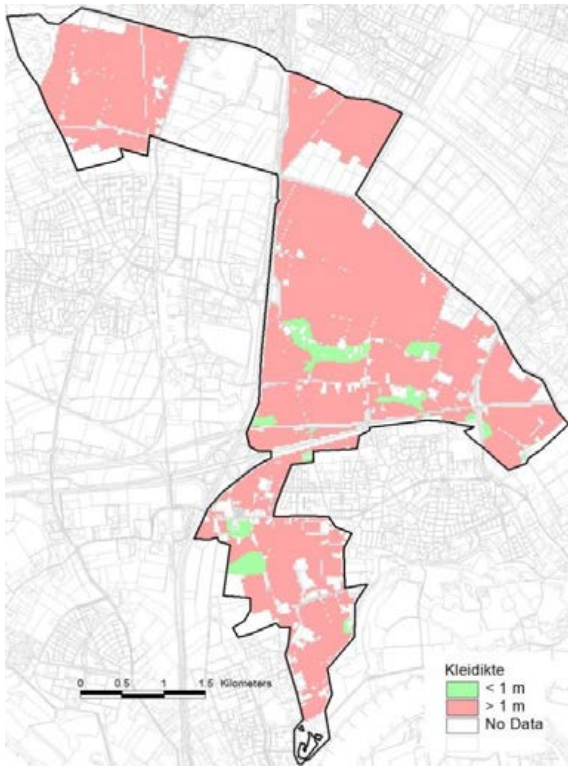 0 0.5 1 1.5 Kilometers
Kleidikte
< 1 m
> 1 m
No Data